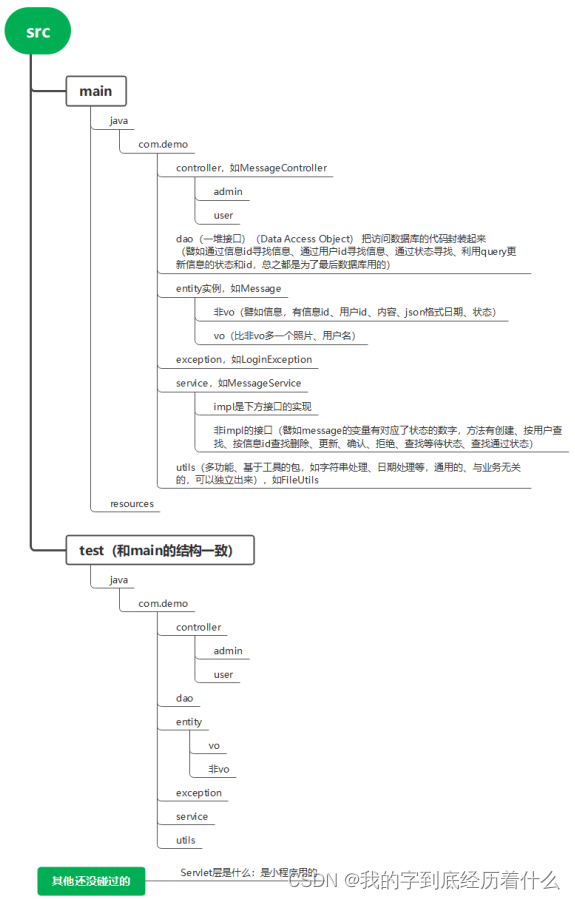 src
main
java
com.demo
controller，如MessageController
admin
user
dao（一堆接口）（Data Access Object） 把访问数据库的代码封装起来
（譬如通过信息id寻找信息、通过用户id寻找信息、通过状态寻找、利用query更
新信息的状态和id，总之都是为了最后数据库用的）
entity实例，如Message
非vo（譬如信息，有信息id、用户id、内容、json格式日期、状态）
vo（比非vo多一个照片、用户名）
exception，如LoginException
service，如MessageService
impl是下方接口的实现
非impl的接口（譬如message的变量有对应了状态的数字，方法有创建、按用户查
找、按信息id查找删除、更新、确认、拒绝、查找等待状态、查找通过状态）
utils（多功能、基于工具的包，如字符串处理、日期处理等，通用的、与业务无关
的，可以独立出来），如FileUtils
resources
test（和main的结构一致）
java
com.demo
controller
admin
user
dao
entity
vo
非vo
exception
service
utils
其他还没碰过的
Servlet层是什么：是小程序用的
CSDN @我的字到底经历着什么